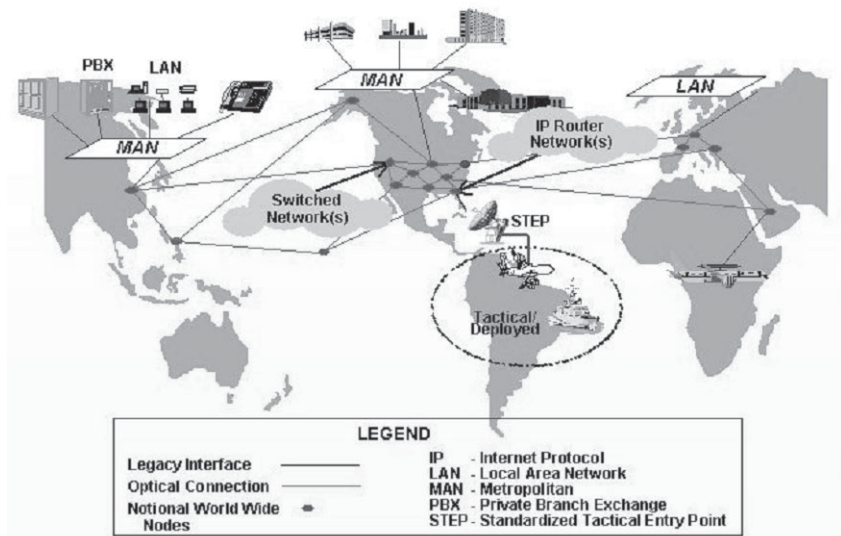 PBX
LAN
MAN
MAN
LAN
IP Router
Network(s)
Switched
Network(s)
STEP
Tactical/
Deployed
LEGEND
Legacy Interface
Optical Connection
Notional World Wide
Nodes
IP - Internet Protocol
LAN - Local Area Network
MAN - Metropolitan
PBX - Private Branch Exchange
STEP - Standardized Tactical Entry Point